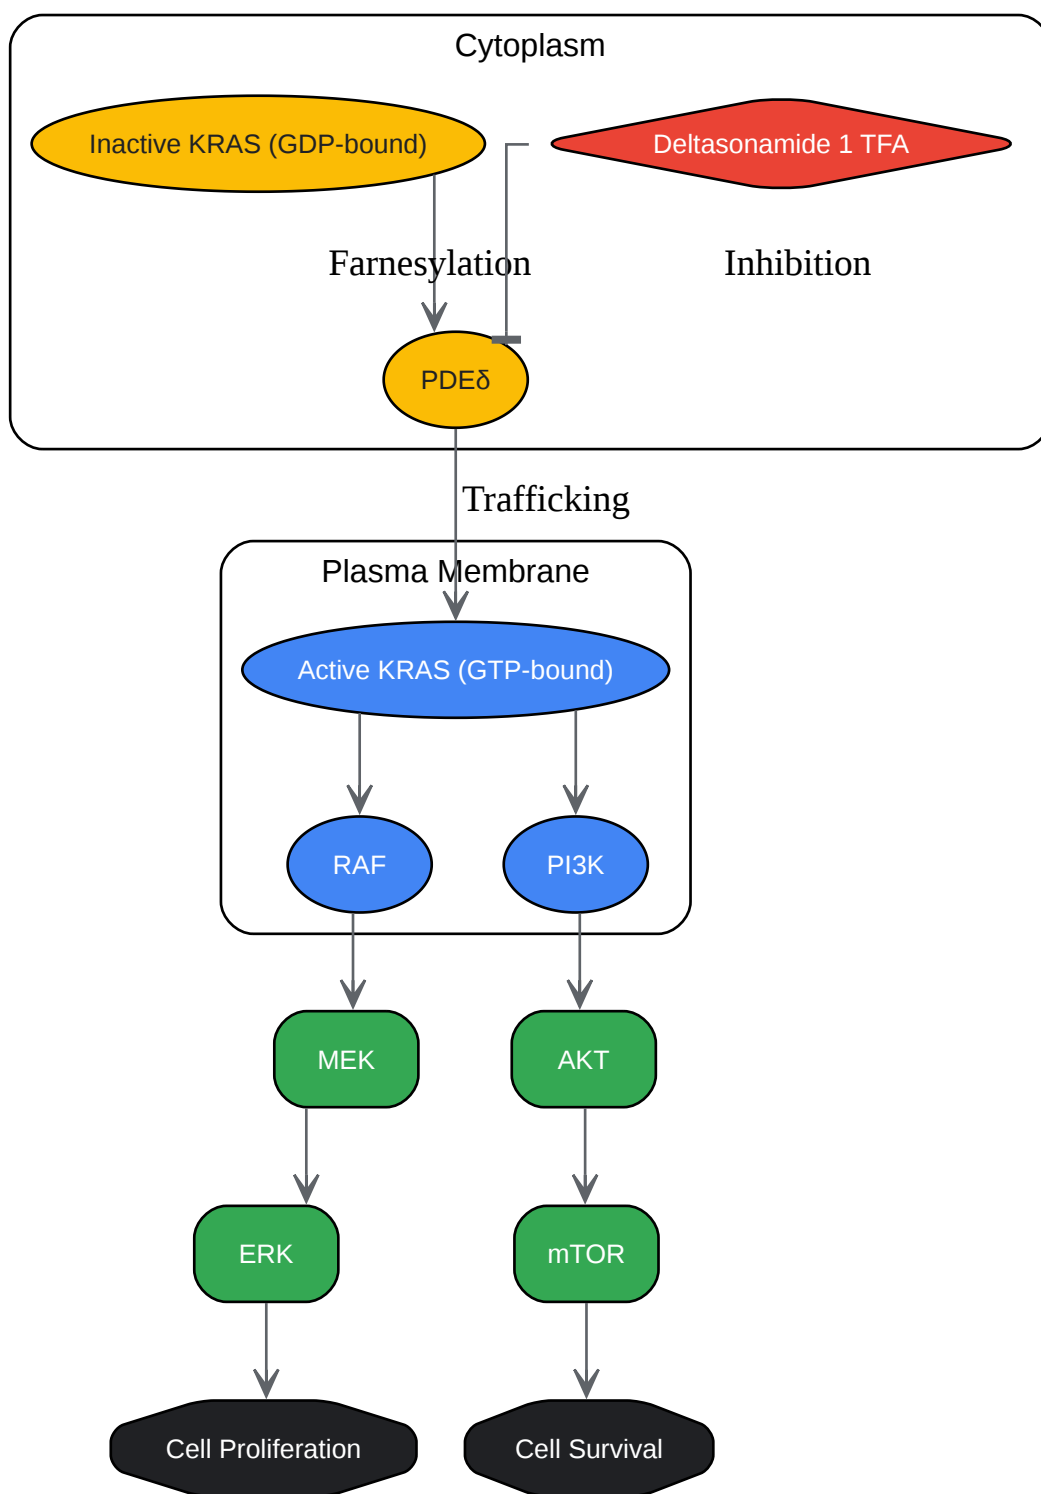 Cytoplasm
Inactive KRAS (GDP-bound)
Deltasonamide 1 TFA
Farnesylation
Inhibition
PDEδ
Trafficking
Plasma Membrane
Active KRAS (GTP-bound)
RAF
PI3K
MEK
AKT
ERK
mTOR
Cell Proliferation
Cell Survival